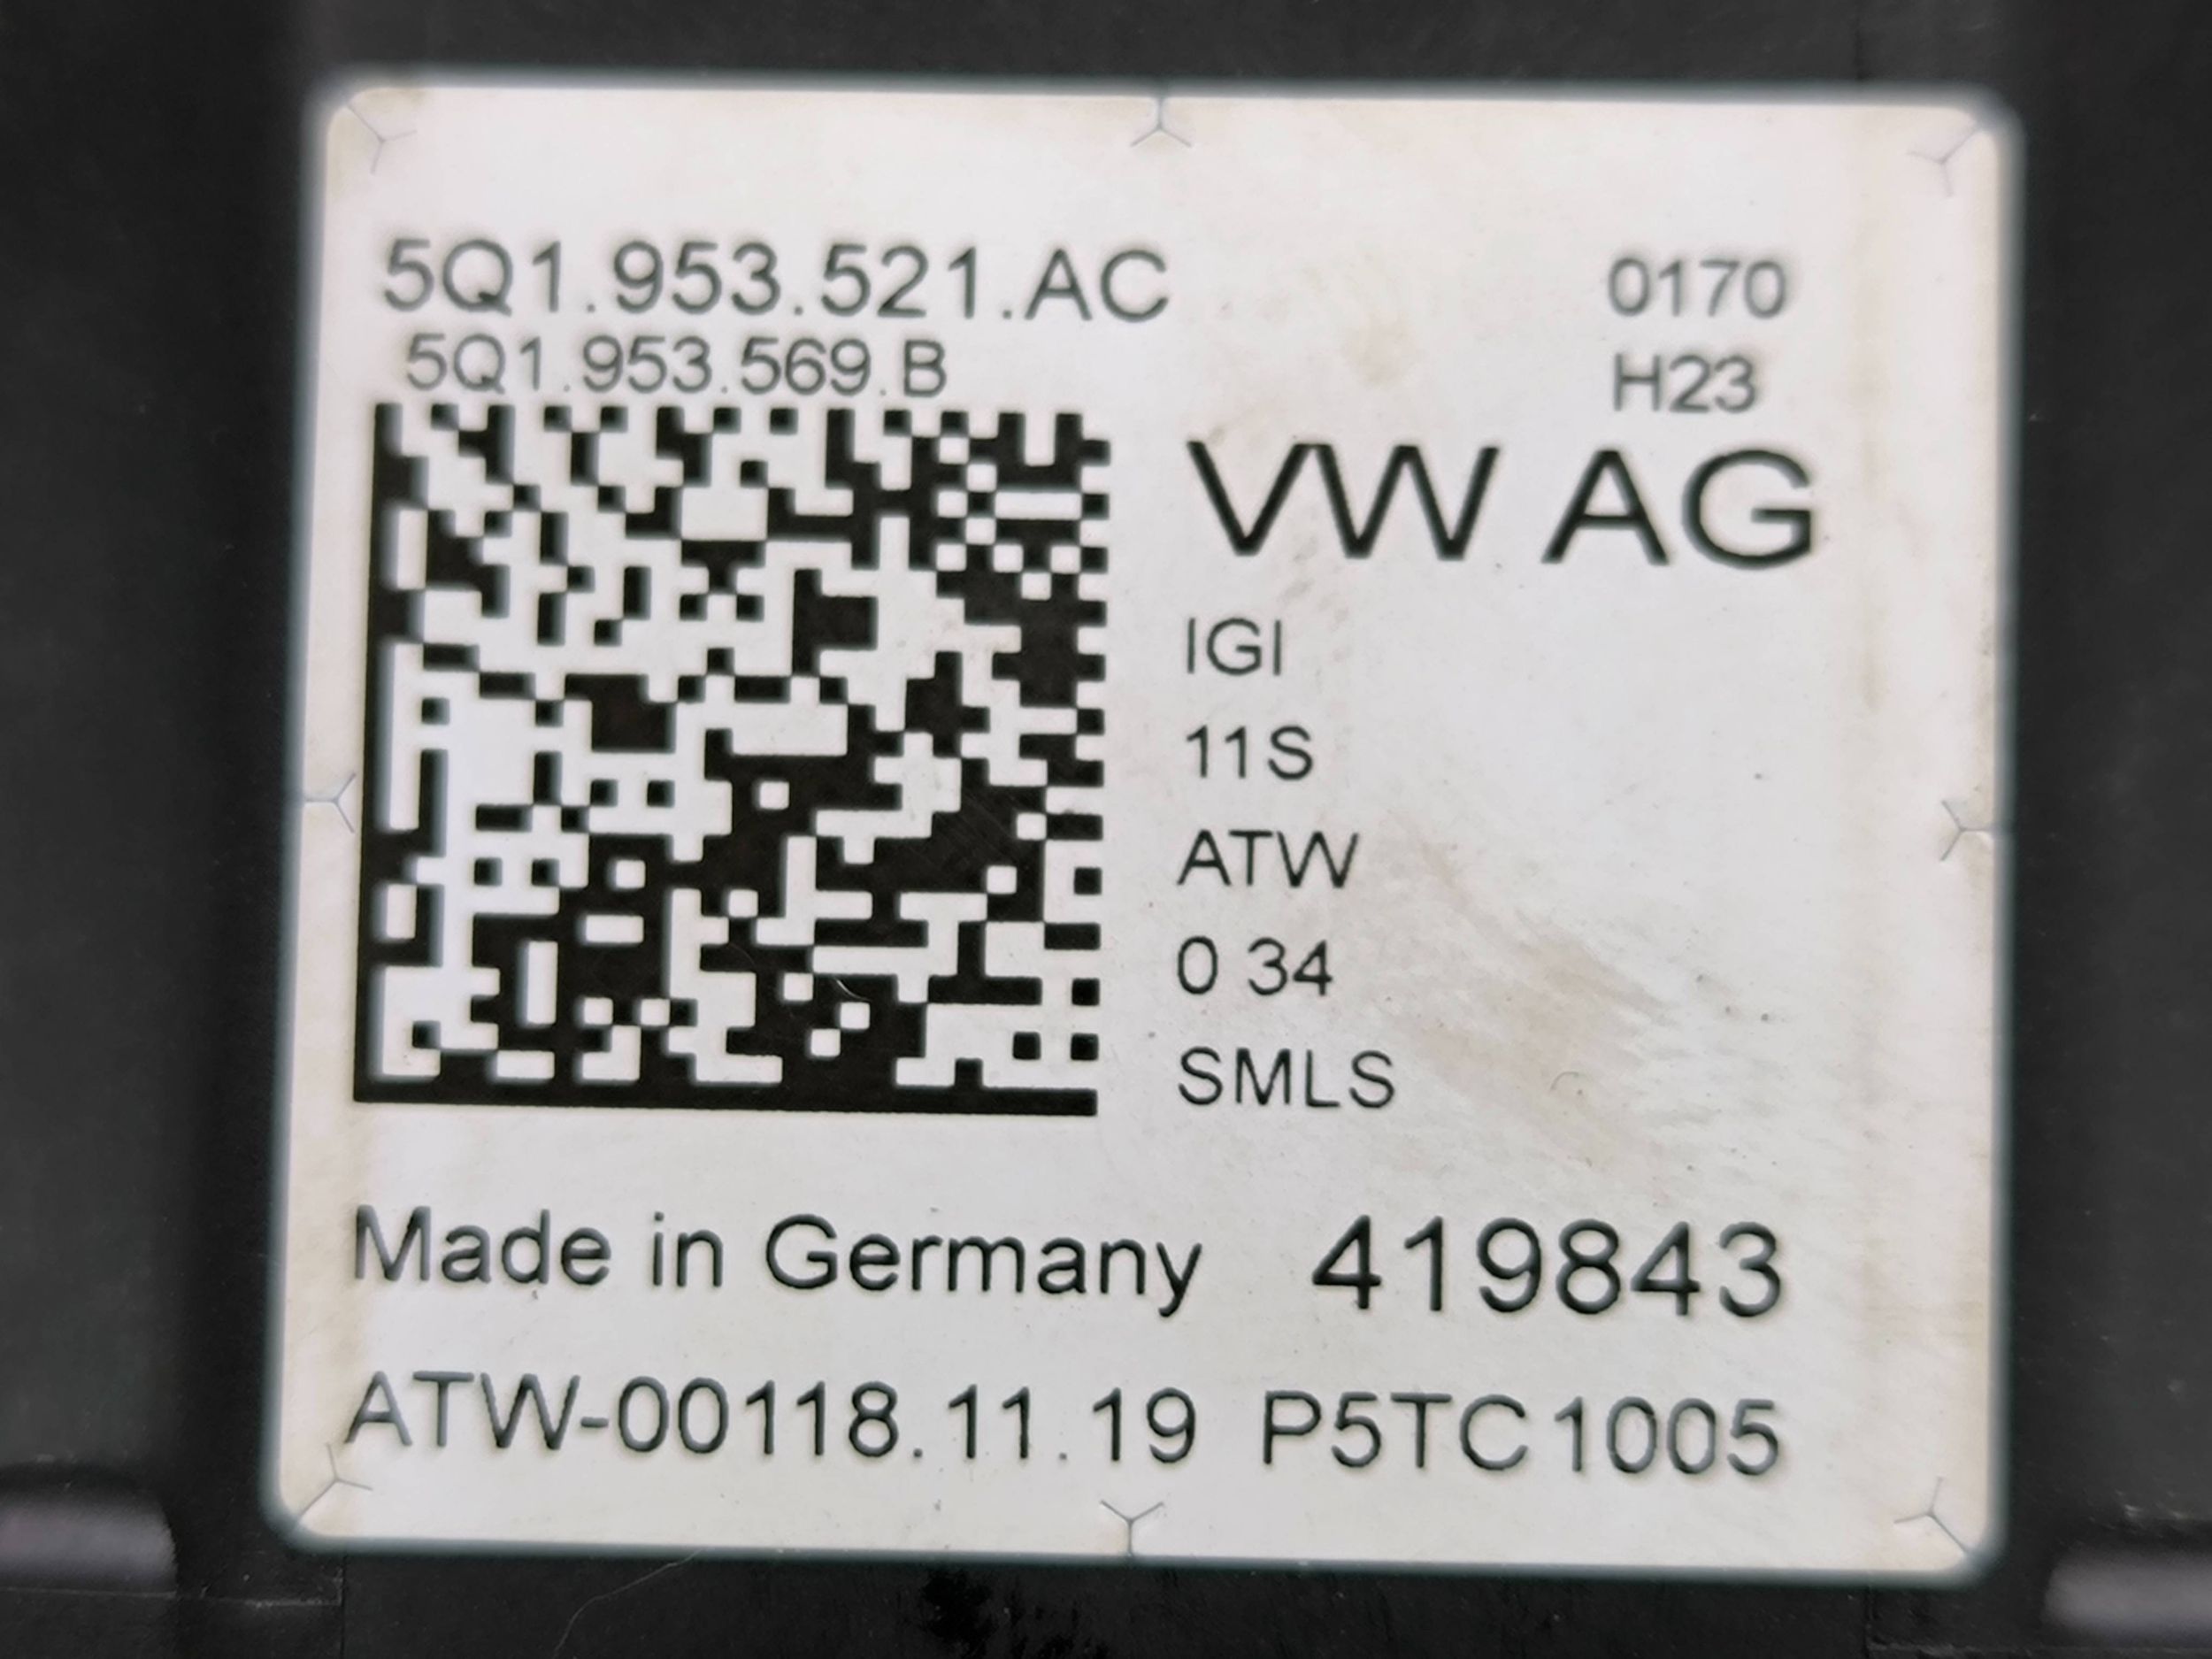 5Q1.953.521.AC 0170
5Q1.953.569.B H23
VW AG
IGI
11S
ATW
0 34
SMLS
Made in Germany 419843
ATW-00118.11.19 P5TC1005